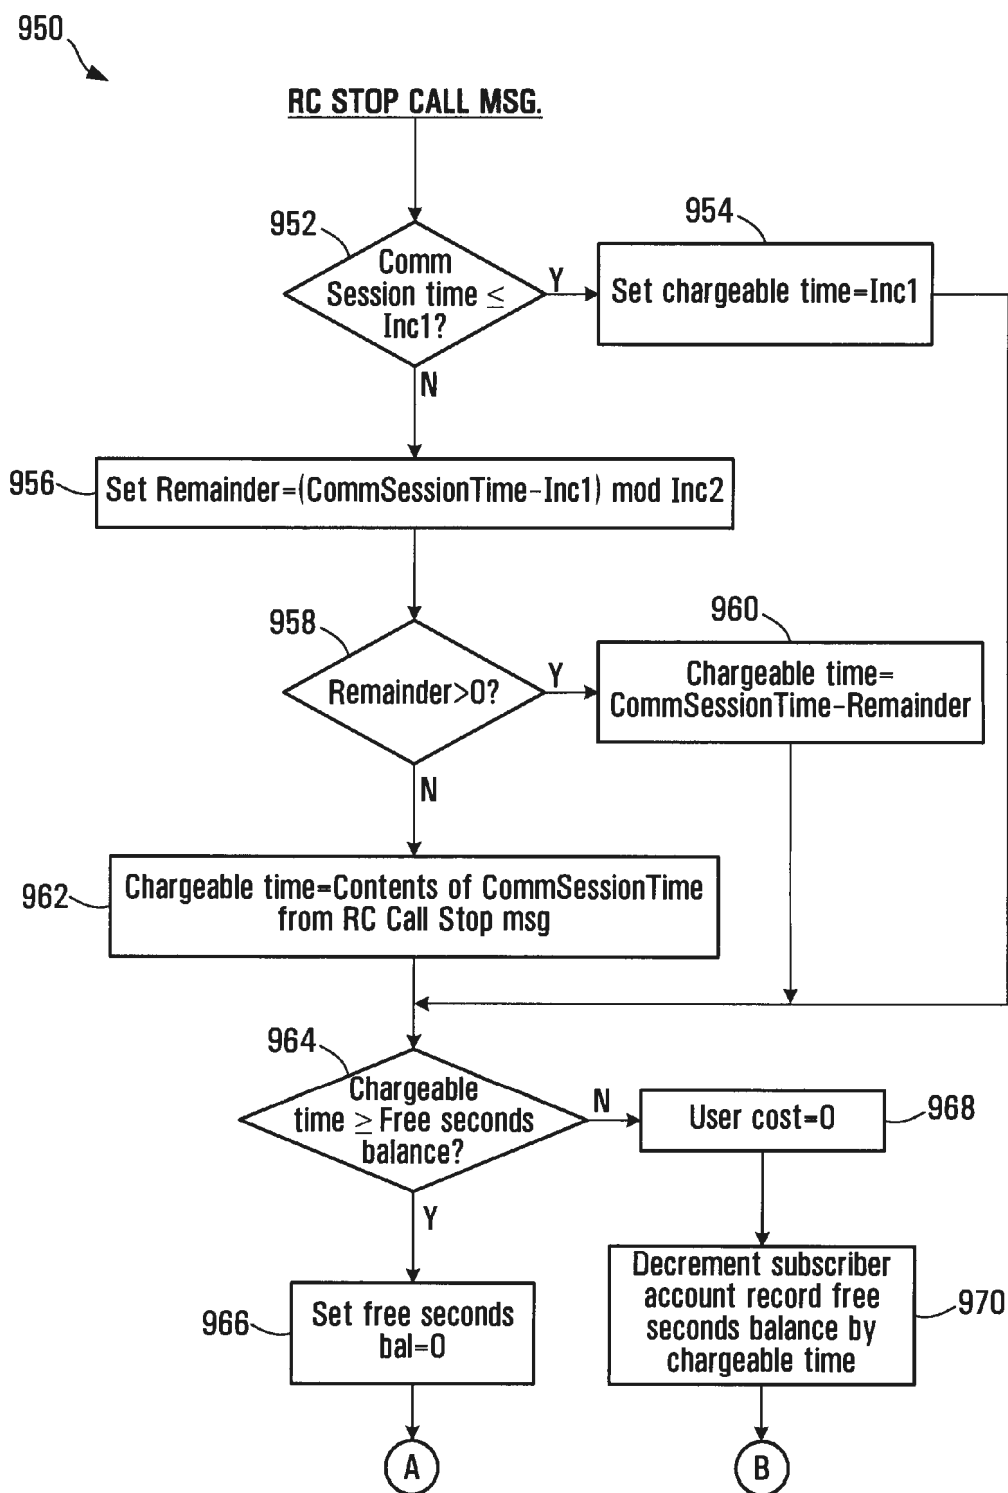 950
RC STOP CALL MSG.
952
Comm
Session time ≤
Inc1?
Y
954
Set chargeable time=Inc1
N
956
Set Remainder=(CommSessionTime-Inc1) mod Inc2
958
Remainder>0?
Y
960
Chargeable time=
CommSessionTime-Remainder
N
962
Chargeable time=Contents of CommSessionTime
from RC Call Stop msg
964
Chargeable
time ≥ Free seconds
balance?
N
User cost=0
968
Y
966
Set free seconds
bal=0
Decrement subscriber
account record free
seconds balance by
chargeable time
970
A
B